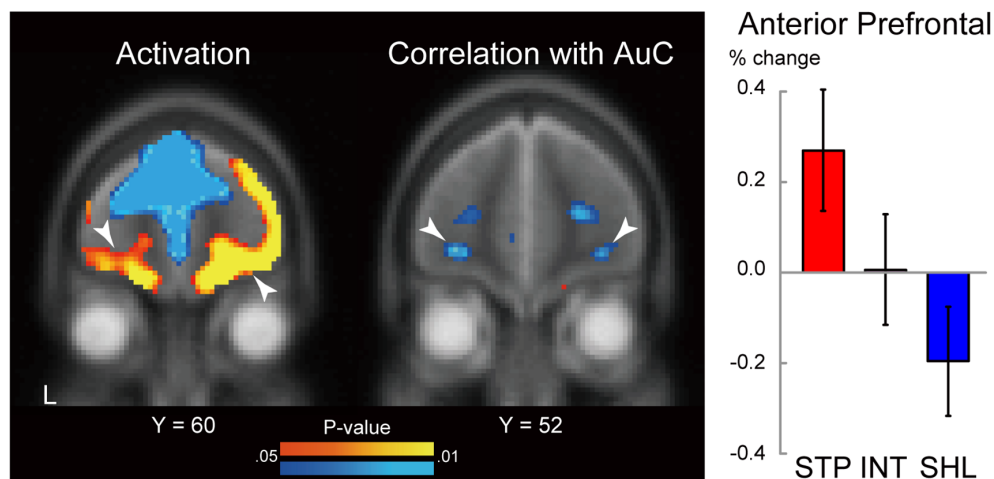 Activation
Correlation with AuC
L
Y = 60
Y = 52
P-value
.05
.01
Anterior Prefrontal
% change
0.4
0.2
0.0
-0.2
-0.4
STP INT SHL